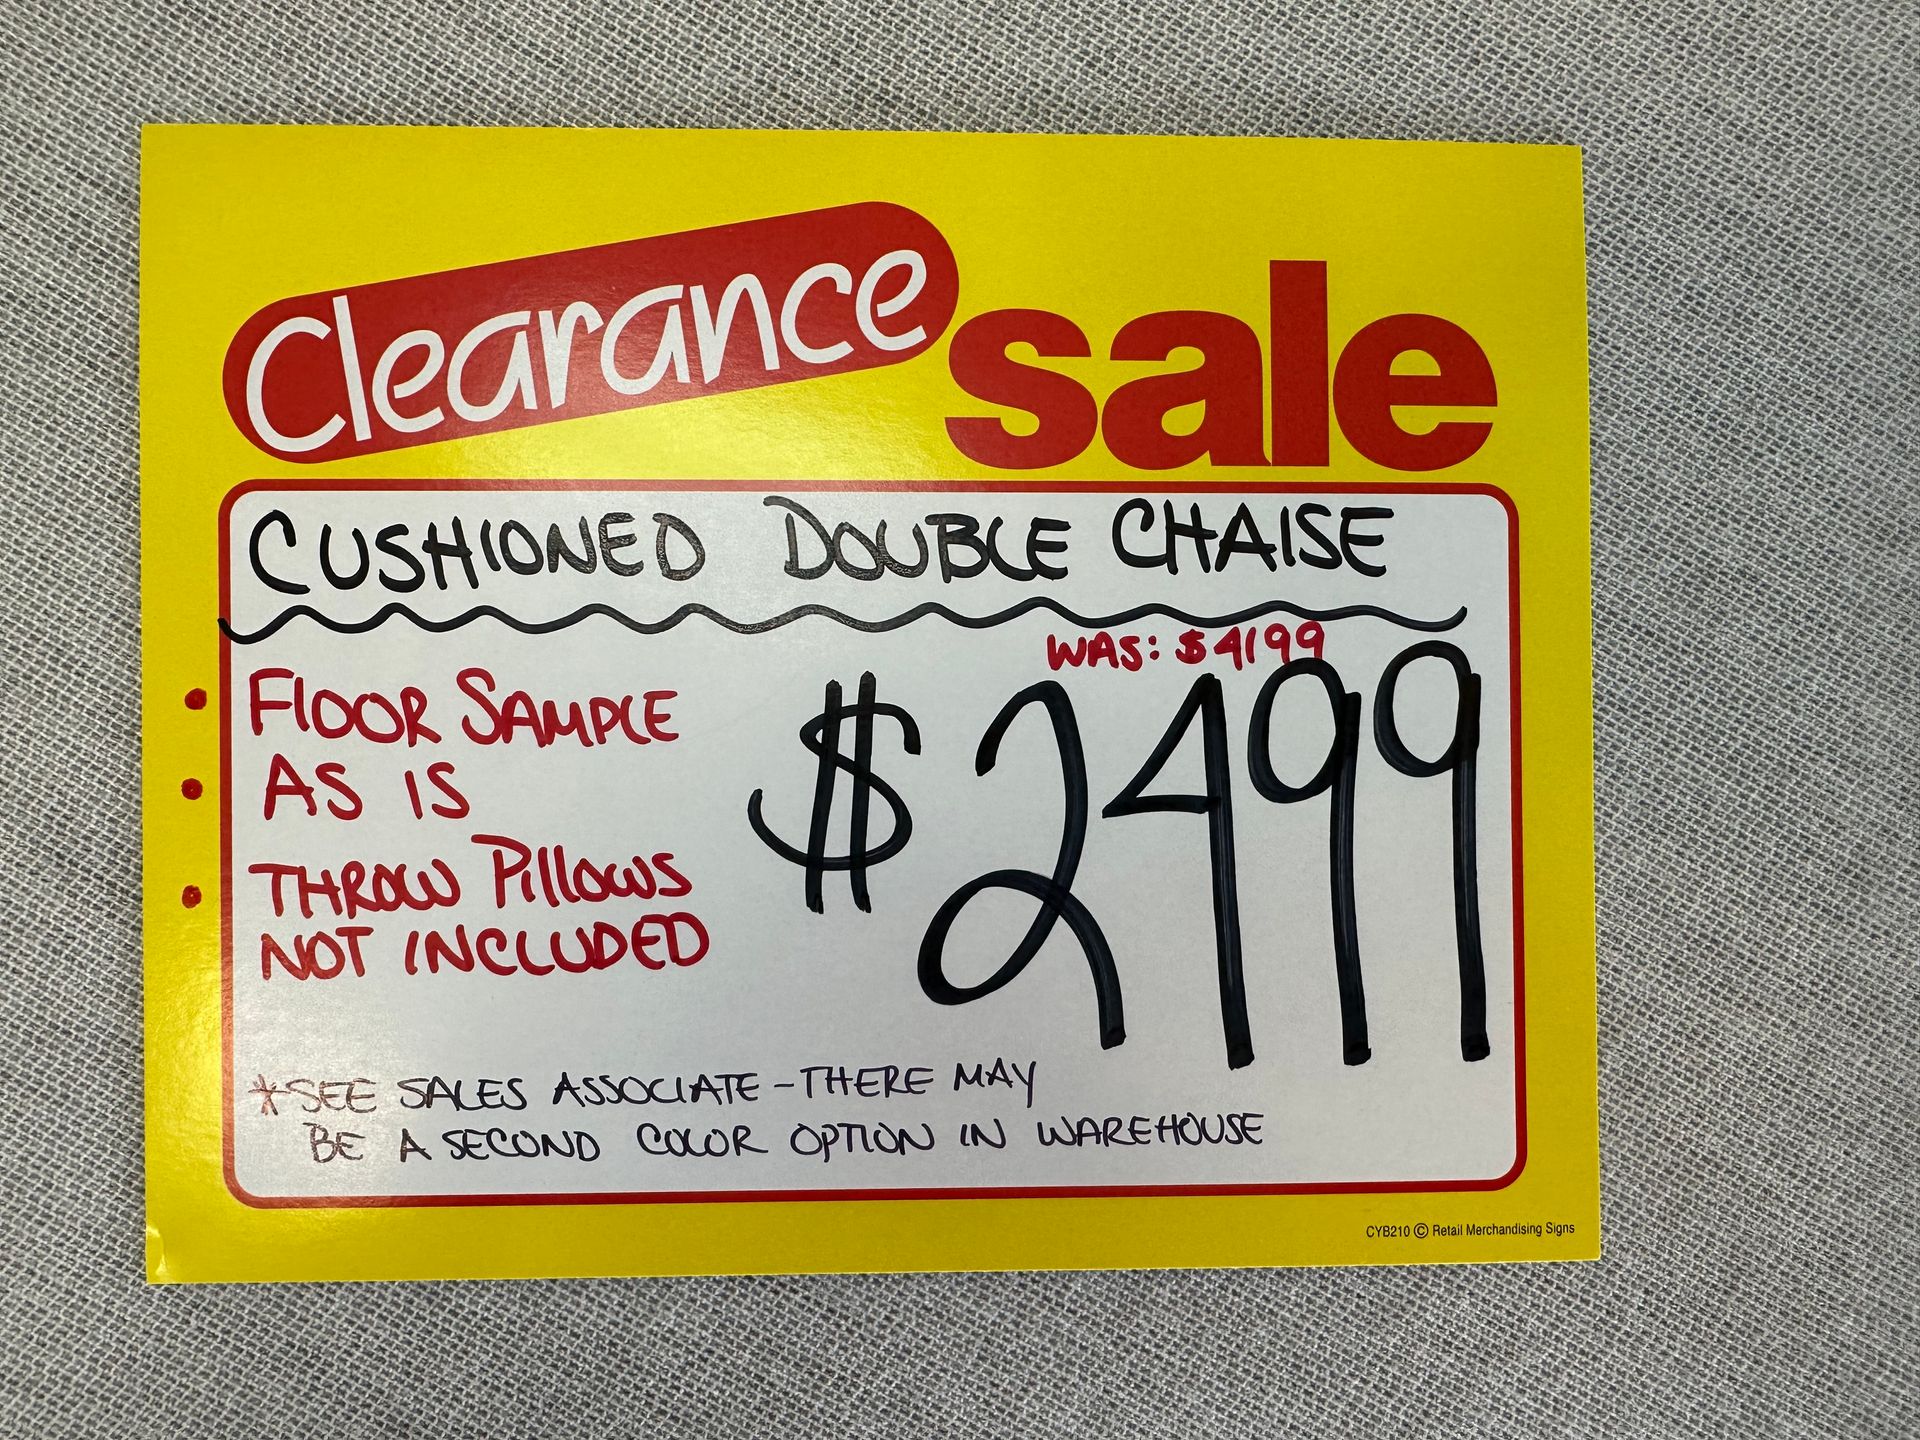 Clearance sale
CUSHIONED DOUBLE CHAISE
WAS: $4199
$2499
• FLOOR SAMPLE
• AS IS
• THROW PILLOWS
NOT INCLUDED
*SEE SALES ASSOCIATE - THERE MAY
BE A SECOND COLOR OPTION IN WAREHOUSE
CYB210 © Retail Merchandising Signs